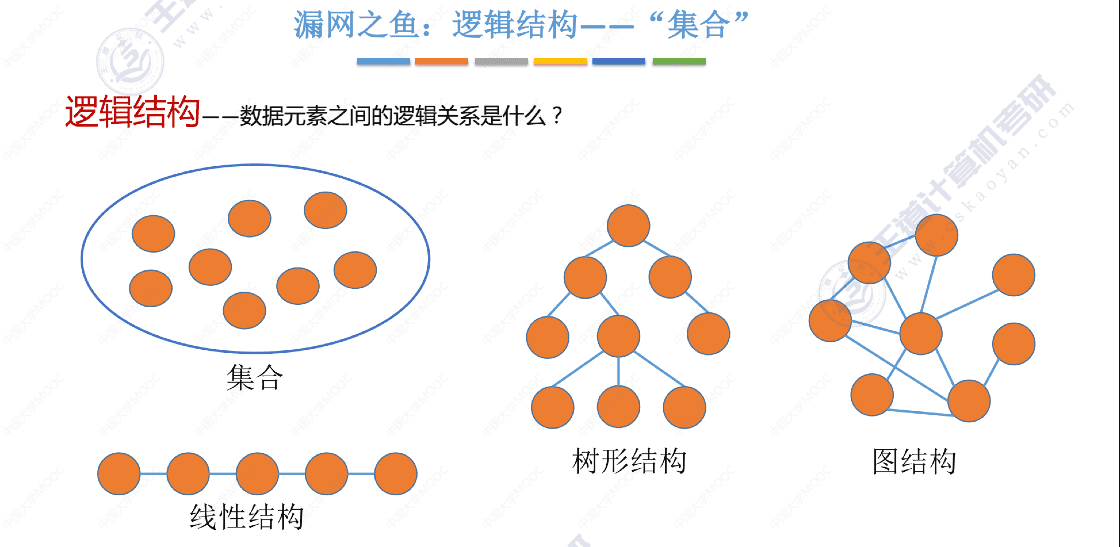 漏网之鱼：逻辑结构——“集合”
逻辑结构——数据元素之间的逻辑关系是什么？
集合
树形结构
图结构
线性结构
王道计算机考研
www.cskaoyan.com
中国大学MOOC